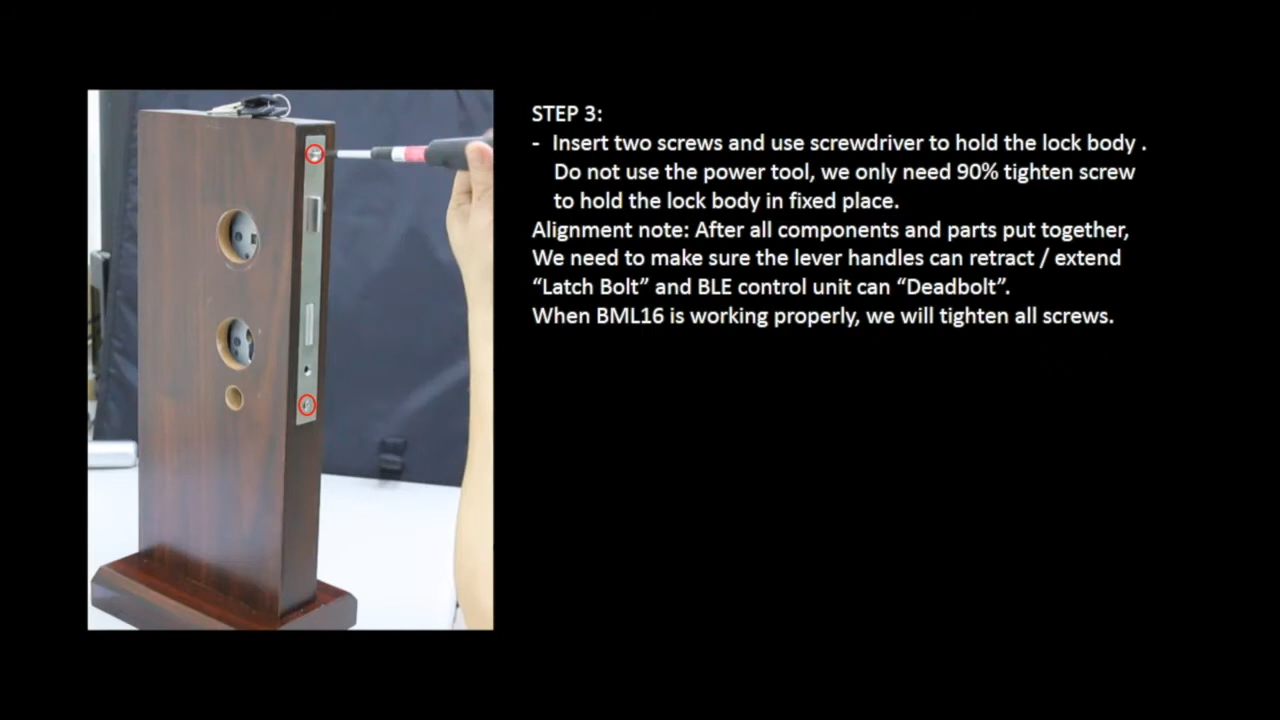 STEP 3:
- Insert two screws and use screwdriver to hold the lock body .
Do not use the power tool, we only need 90% tighten screw
to hold the lock body in fixed place.
Alignment note: After all components and parts put together,
We need to make sure the lever handles can retract / extend
“Latch Bolt” and BLE control unit can “Deadbolt”.
When BML16 is working properly, we will tighten all screws.